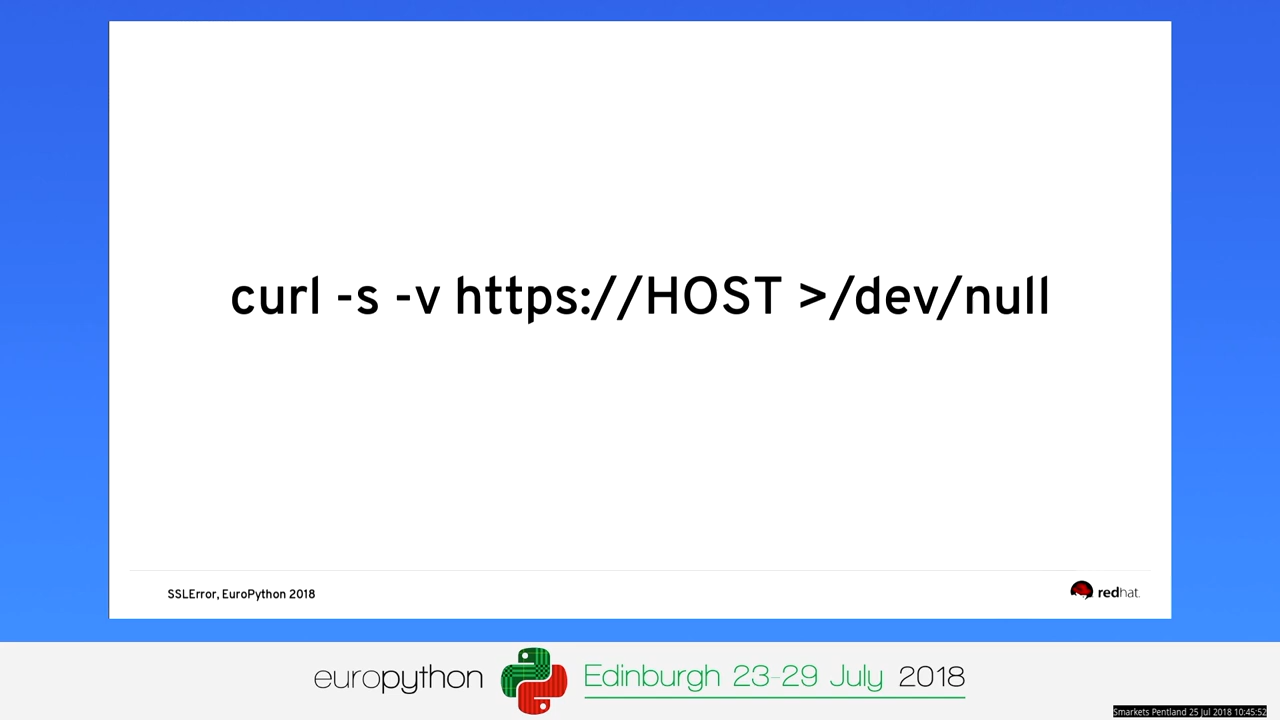 curl -s -v https://HOST >/dev/null
SSLError, EuroPython 2018
redhat.
europython
Edinburgh 23-29 July 2018
Smarkets Pentland 25 Jul 2018 10:45:52